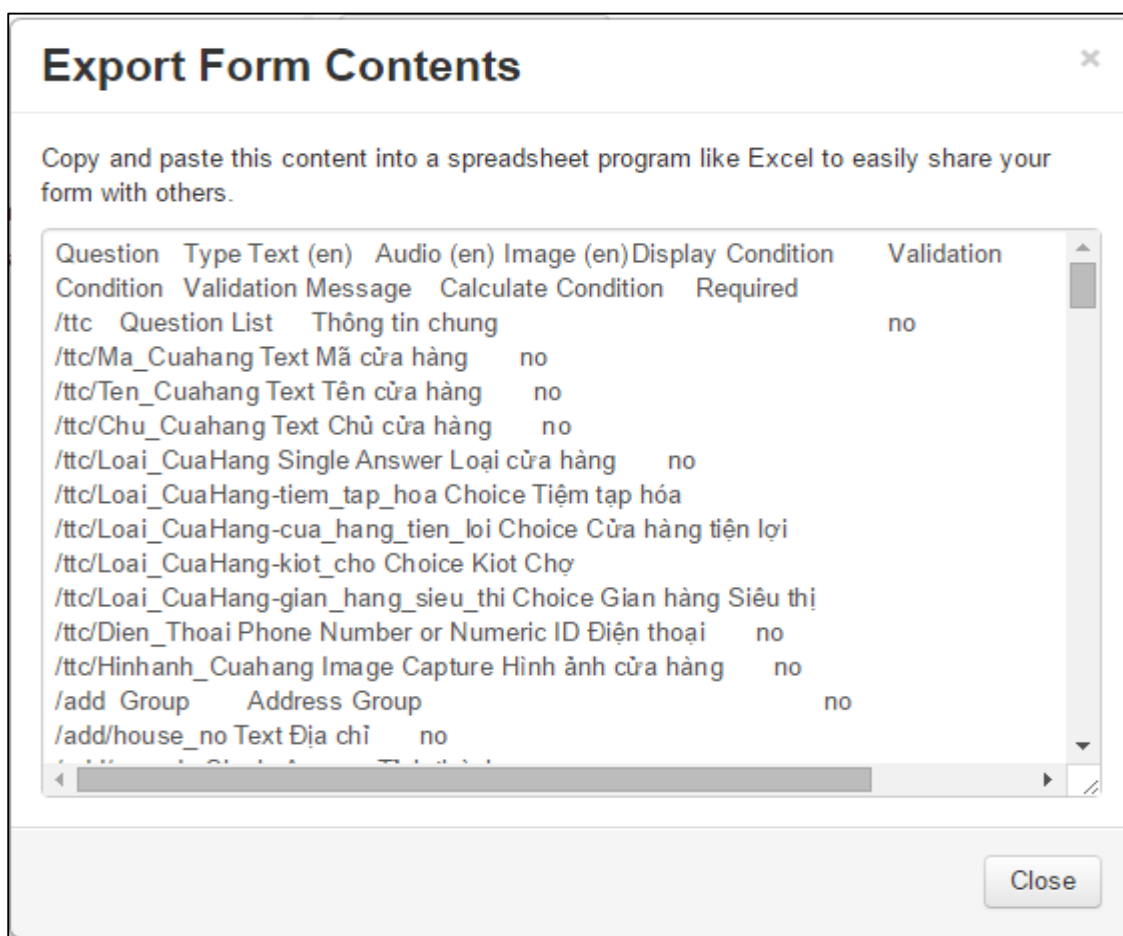 Export Form Contents
×
Copy and paste this content into a spreadsheet program like Excel to easily share your
form with others.
Question Type Text (en) Audio (en) Image (en) Display Condition Validation
Condition Validation Message Calculate Condition Required
/ttc Question List Thông tin chung no
/ttc/Ma_Cuahang Text Mã cửa hàng no
/ttc/Ten_Cuahang Text Tên cửa hàng no
/ttc/Chu_Cuahang Text Chủ cửa hàng no
/ttc/Loai_CuaHang Single Answer Loại cửa hàng no
/ttc/Loai_CuaHang-tiem_tap_hoa Choice Tiệm tạp hóa
/ttc/Loai_CuaHang-cua_hang_tien_loi Choice Cửa hàng tiện lợi
/ttc/Loai_CuaHang-kiot_cho Choice Kiot Chợ
/ttc/Loai_CuaHang-gian_hang_sieu_thi Choice Gian hàng Siêu thị
/ttc/Dien_Thoai Phone Number or Numeric ID Điện thoại no
/ttc/Hinhanh_Cuahang Image Capture Hình ảnh cửa hàng no
/add Group Address Group no
/add/house_no Text Địa chỉ no
Close